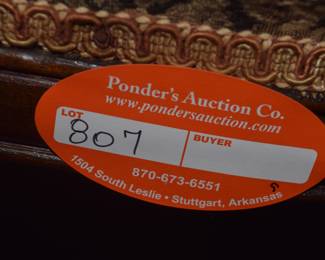 Ponder's Auction Co.
www.pondersauction.com
LOT
807
BUYER
870-673-6551
1504 South Leslie • Stuttgart, Arkansas